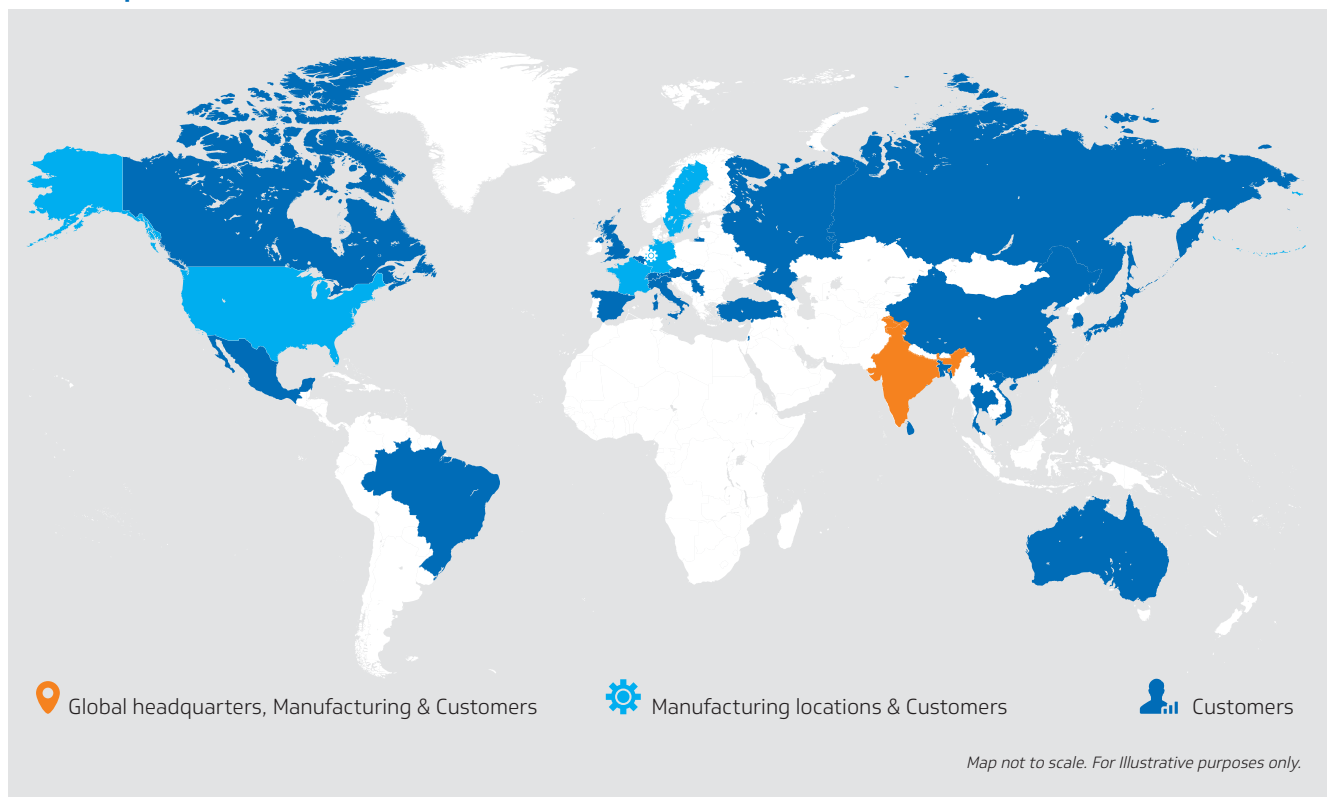 Global headquarters, Manufacturing & Customers
Manufacturing locations & Customers
Customers
Map not to scale. For Illustrative purposes only.